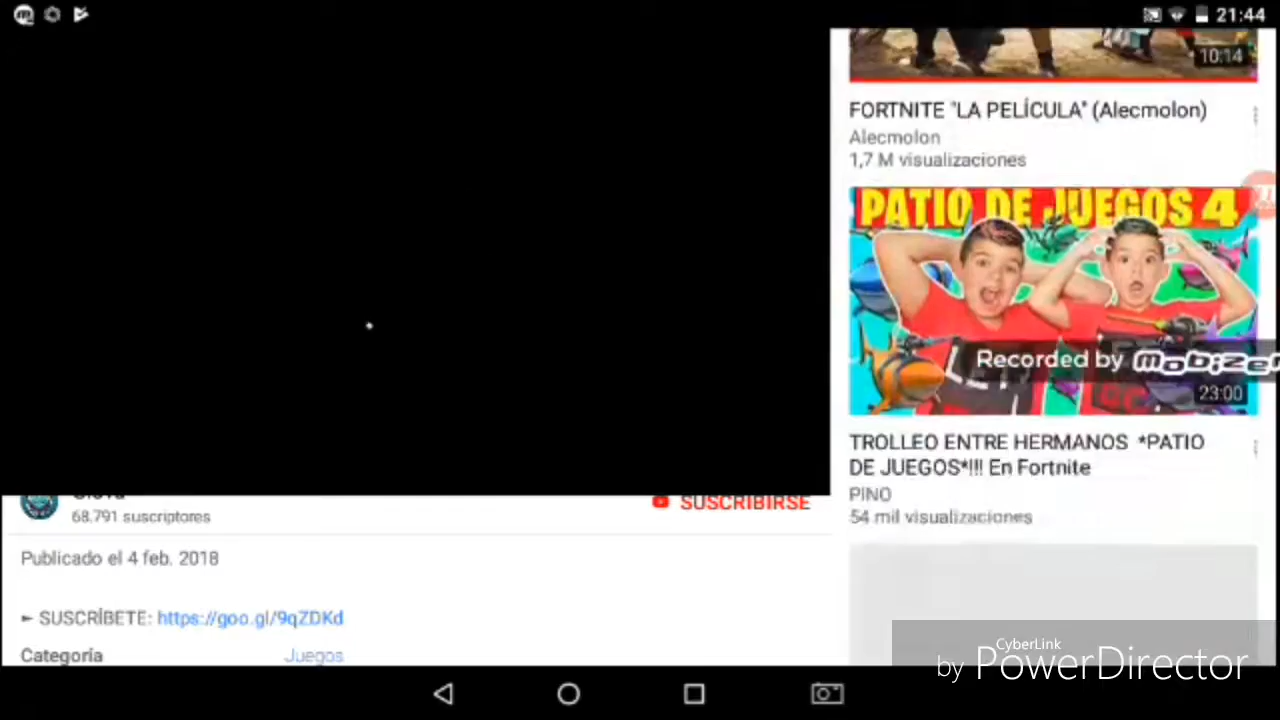 21:44
10:14
FORTNITE "LA PELÍCULA" (Alecmolon)
Alecmolon
1,7 M visualizaciones
PATIO DE JUEGOS 4
Recorded by Mobizen
23:00
TROLLEO ENTRE HERMANOS *PATIO
DE JUEGOS*!!! En Fortnite
PINO
54 mil visualizaciones
68.791 suscriptores
SUSCRIBIRSE
Publicado el 4 feb. 2018
► SUSCRÍBETE: https://goo.gl/9qZDKd
Categoría
Juegos
CyberLink
by PowerDirector